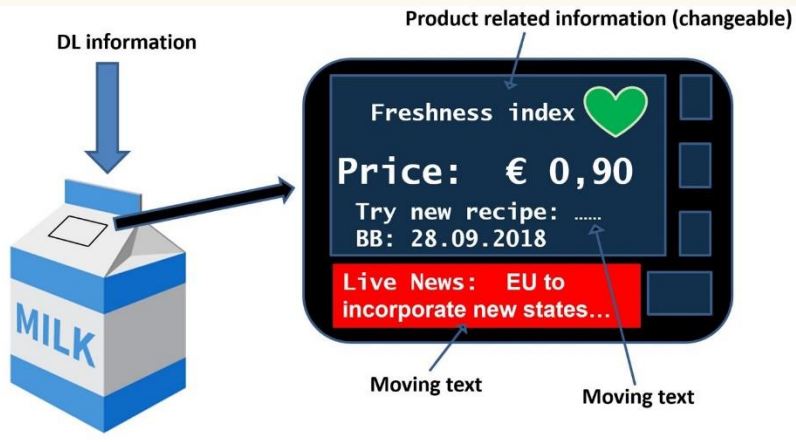 Product related information (changeable)
DL information
Freshness index
Price: € 0,90
Try new recipe: ......
BB: 28.09.2018
Live News: EU to
incorporate new states...
MILK
Moving text
Moving text